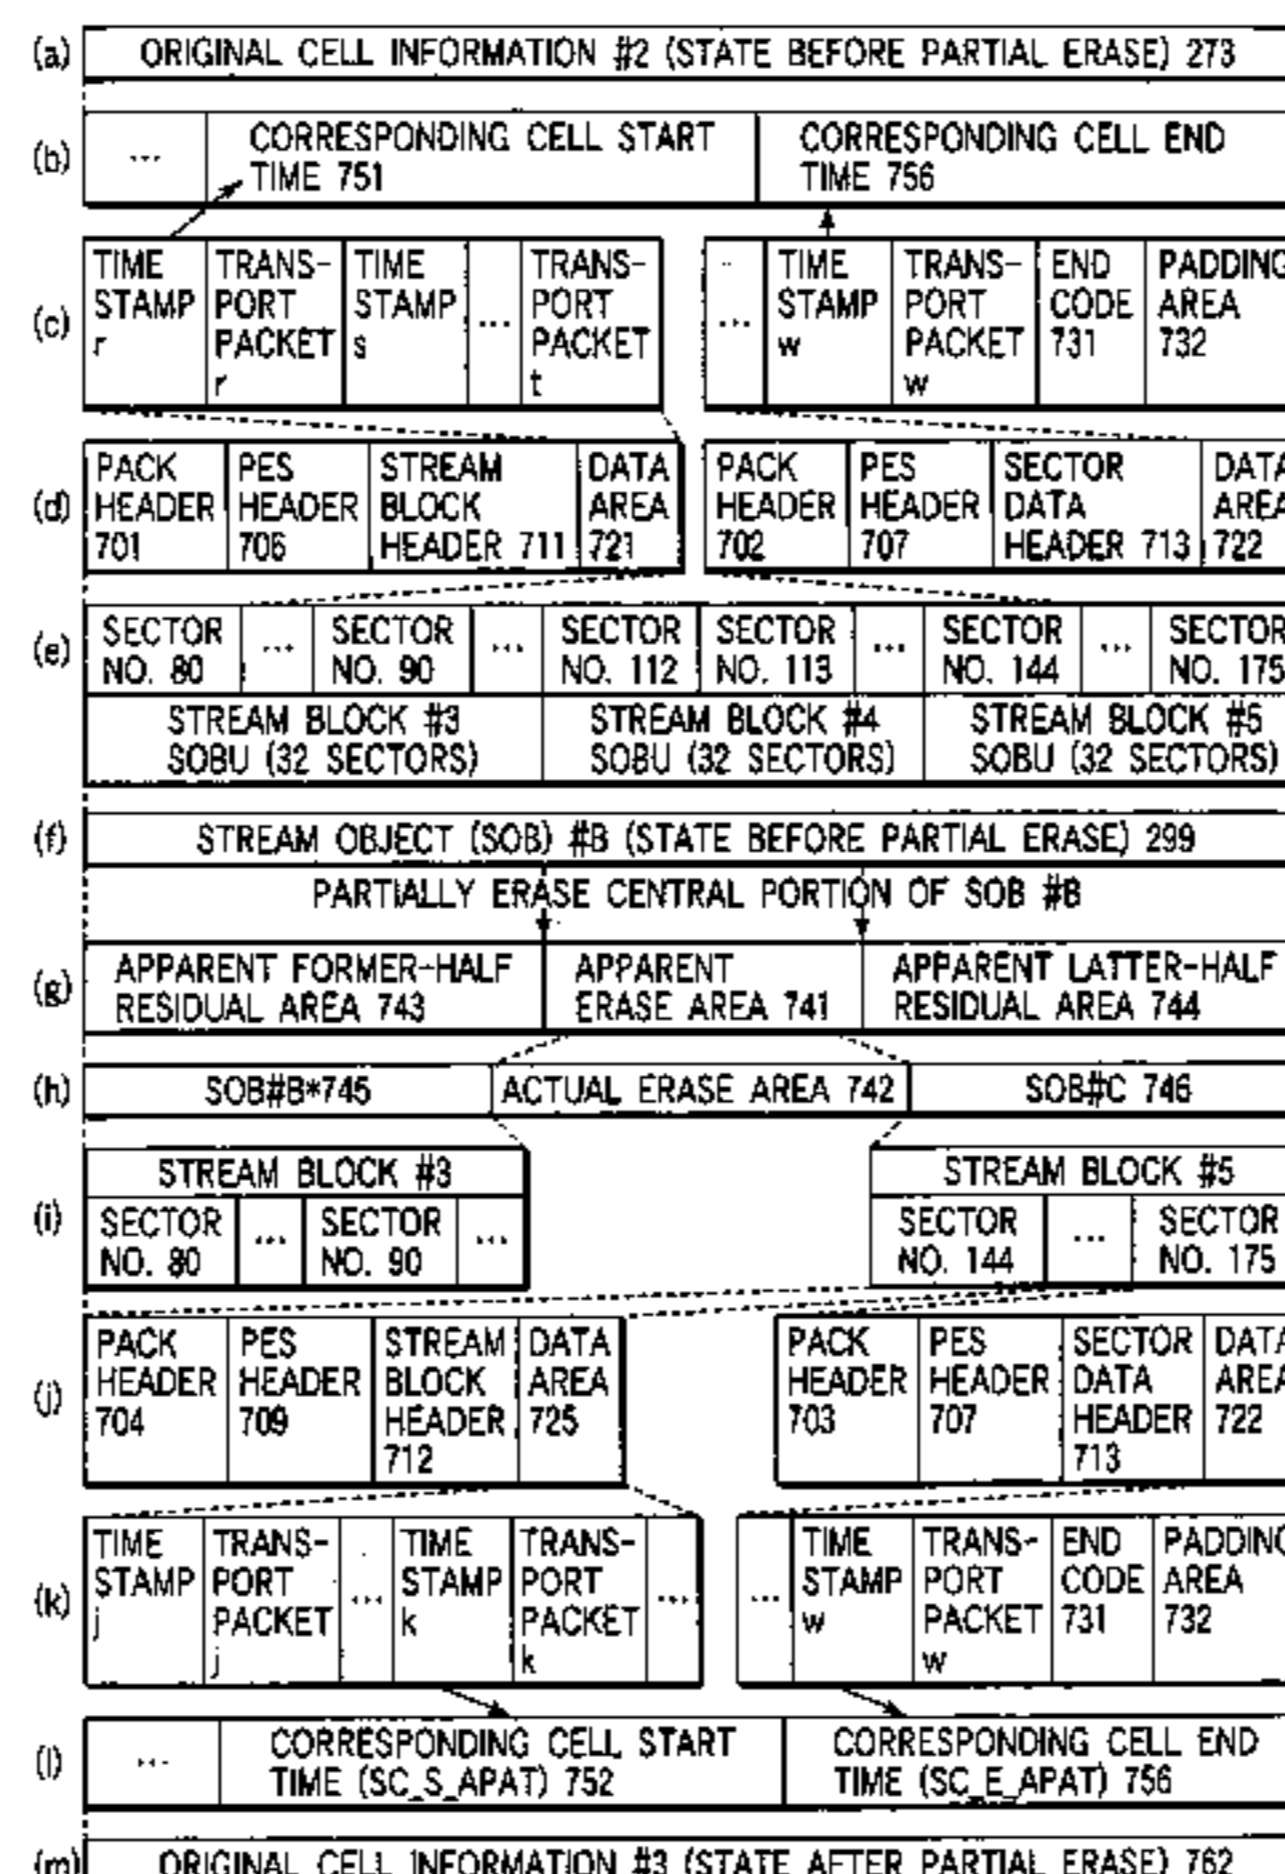 (a) ORIGINAL CELL INFORMATION #2 (STATE BEFORE PARTIAL ERASE) 273
(b) ... CORRESPONDING CELL START TIME 751 CORRESPONDING CELL END TIME 756
(c) TIME STAMP r TRANS-PORT PACKET r TIME STAMP s ... TRANS-PORT PACKET t ... TIME STAMP w TRANS-PORT PACKET w END CODE 731 PADDING AREA 732
(d) PACK HEADER 701 PES HEADER 706 STREAM BLOCK HEADER 711 DATA AREA 721 PACK HEADER 702 PES HEADER 707 SECTOR DATA HEADER 713 DATA AREA 722
(e) SECTOR NO. 80 ... SECTOR NO. 90 ... SECTOR NO. 112 SECTOR NO. 113 ... SECTOR NO. 144 ... SECTOR NO. 175
STREAM BLOCK #3 SOBU (32 SECTORS) STREAM BLOCK #4 SOBU (32 SECTORS) STREAM BLOCK #5 SOBU (32 SECTORS)
(f) STREAM OBJECT (SOB) #B (STATE BEFORE PARTIAL ERASE) 299
PARTIALLY ERASE CENTRAL PORTION OF SOB #B
(g) APPARENT FORMER-HALF RESIDUAL AREA 743 APPARENT ERASE AREA 741 APPARENT LATTER-HALF RESIDUAL AREA 744
(h) SOB#B*745 ACTUAL ERASE AREA 742 SOB#C 746
STREAM BLOCK #3 STREAM BLOCK #5
(i) SECTOR NO. 80 ... SECTOR NO. 90 ... SECTOR NO. 144 ... SECTOR NO. 175
(j) PACK HEADER 704 PES HEADER 709 STREAM BLOCK HEADER 712 DATA AREA 725 PACK HEADER 703 PES HEADER 707 SECTOR DATA HEADER 713 DATA AREA 722
(k) TIME STAMP j TRANS-PORT PACKET j ... TIME STAMP k TRANS-PORT PACKET k ... ... TIME STAMP w TRANS-PORT PACKET w END CODE 731 PADDING AREA 732
(l) ... CORRESPONDING CELL START TIME (SC_S_APAT) 752 CORRESPONDING CELL END TIME (SC_E_APAT) 756
(m) ORIGINAL CELL INFORMATION #3 (STATE AFTER PARTIAL ERASE) 762